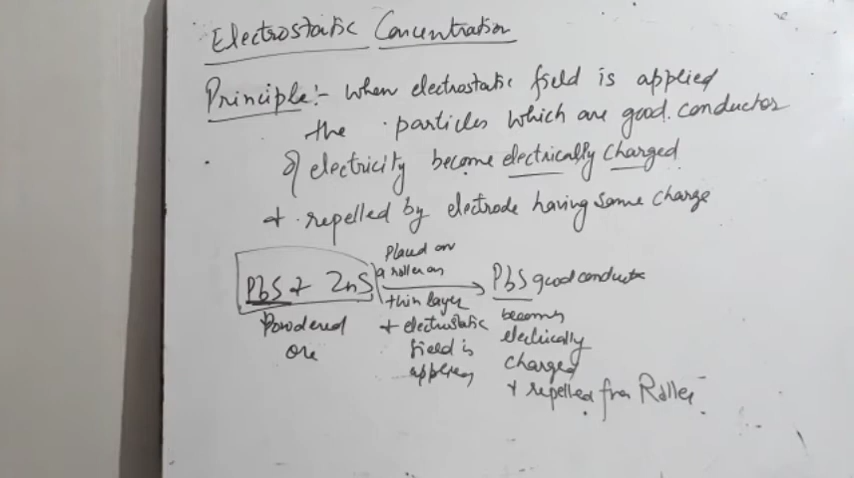 Electrostatic Concentration
Principle:- When electrostatic field is applied
the particles which are good conductor
of electricity become electrically charged
+ repelled by electrode having same charge
PbS + ZnS
Powdered
ore
Placed on
a roller on
thin layer
+ electrostatic
field is
applied
PbS good conductor
becomes
electrically
charged
+ repelled from Roller